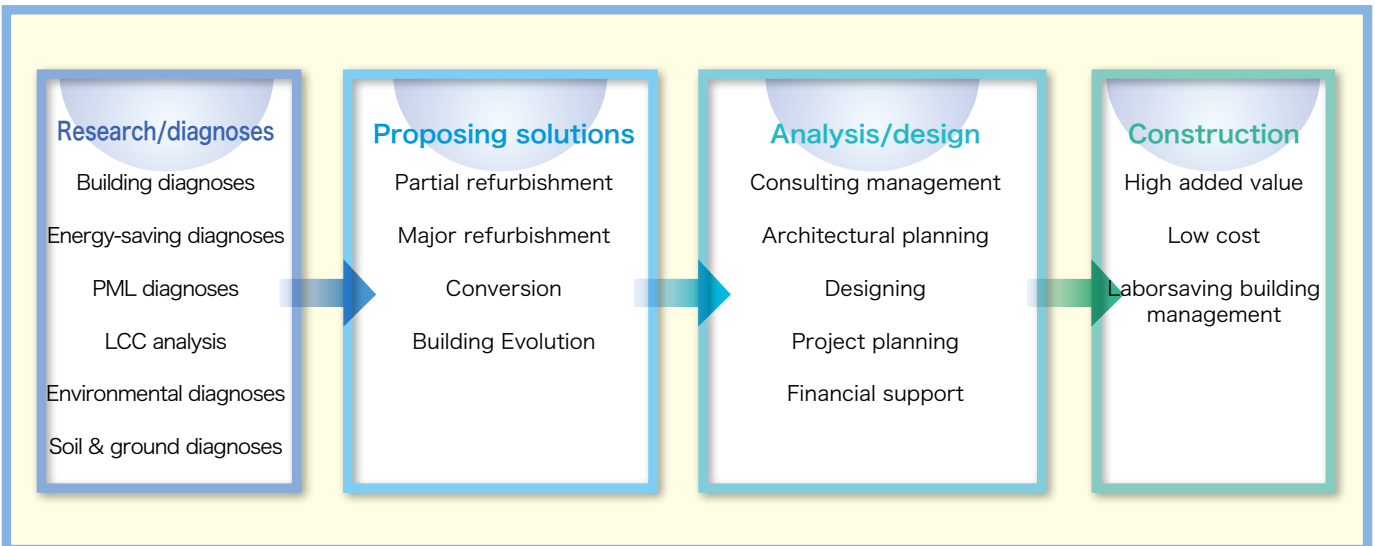 Research/diagnoses
Building diagnoses
Energy-saving diagnoses
PML diagnoses
LCC analysis
Environmental diagnoses
Soil & ground diagnoses
Proposing solutions
Partial refurbishment
Major refurbishment
Conversion
Building Evolution
Analysis/design
Consulting management
Architectural planning
Designing
Project planning
Financial support
Construction
High added value
Low cost
Laborsaving building
management